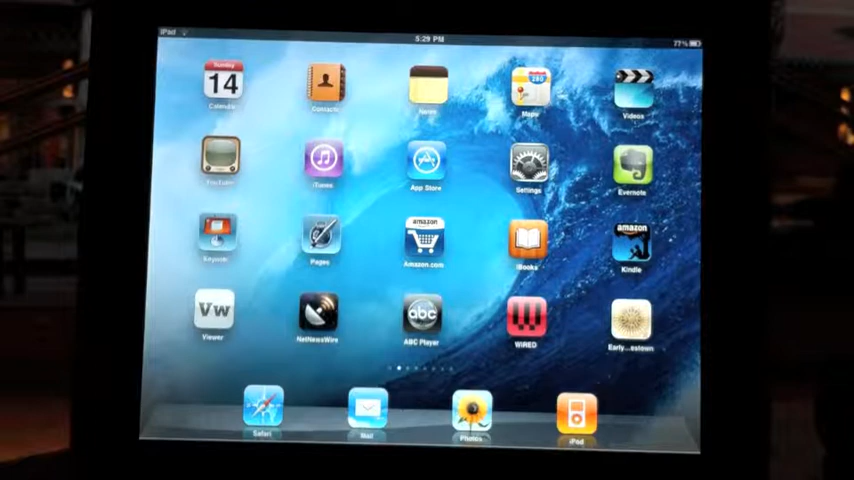 iPad
5:29 PM
77%
Sunday
14
280
Calendar
Contacts
Notes
Maps
Videos
YouTube
iTunes
App Store
Settings
Evernote
amazon
amazon
Keynote
Pages
Amazon.com
iBooks
Kindle
Vw
abc
Viewer
NetNewsWire
ABC Player
WIRED
Early...estown
Safari
Mail
Photos
iPod